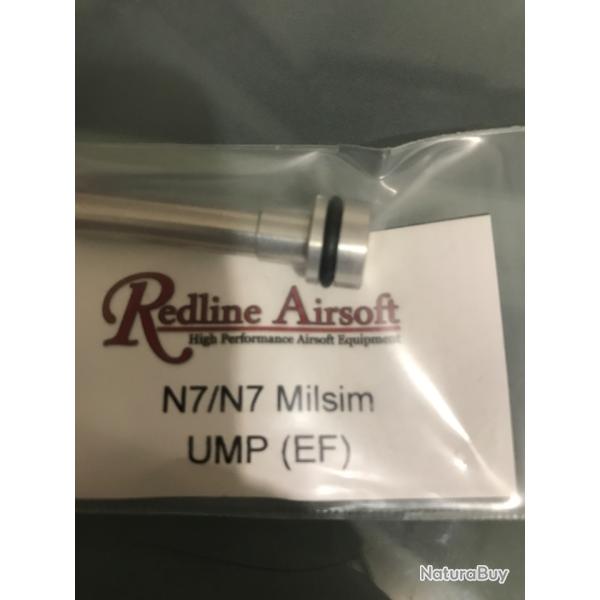 Redline Airsoft
High Performance Airsoft Equipment
N7/N7 Milsim
UMP (EF)
NaturaBuy